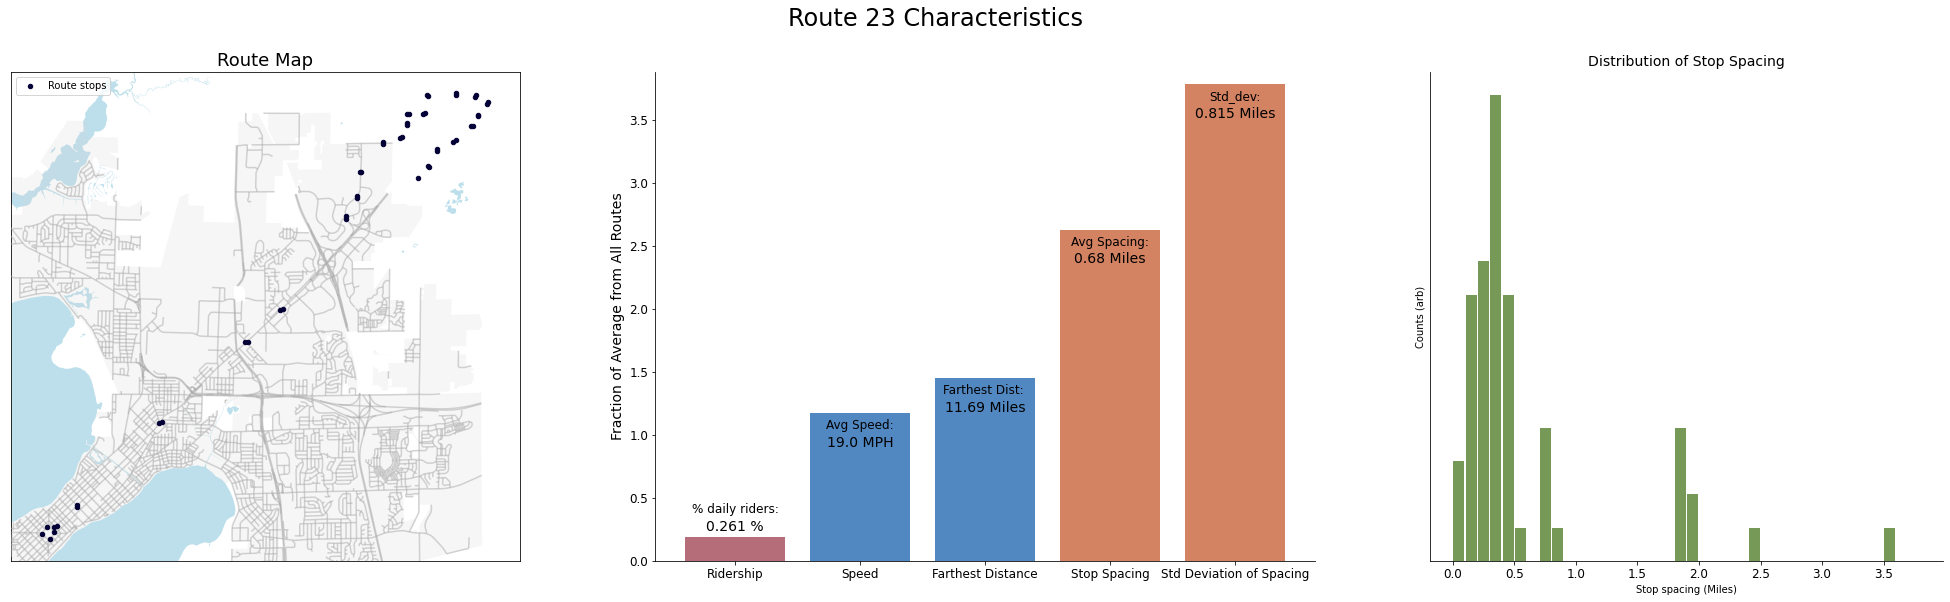 Route 23 Characteristics
Route Map
Route stops
Fraction of Average from All Routes
3.5
3.0
2.5
2.0
1.5
1.0
0.5
0.0
% daily riders:
0.261 %
Avg Speed:
19.0 MPH
Farthest Dist:
11.69 Miles
Avg Spacing:
0.68 Miles
Std_dev:
0.815 Miles
Ridership
Speed
Farthest Distance
Stop Spacing
Std Deviation of Spacing
Distribution of Stop Spacing
Counts (arb)
0.0 0.5 1.0 1.5 2.0 2.5 3.0 3.5
Stop spacing (Miles)